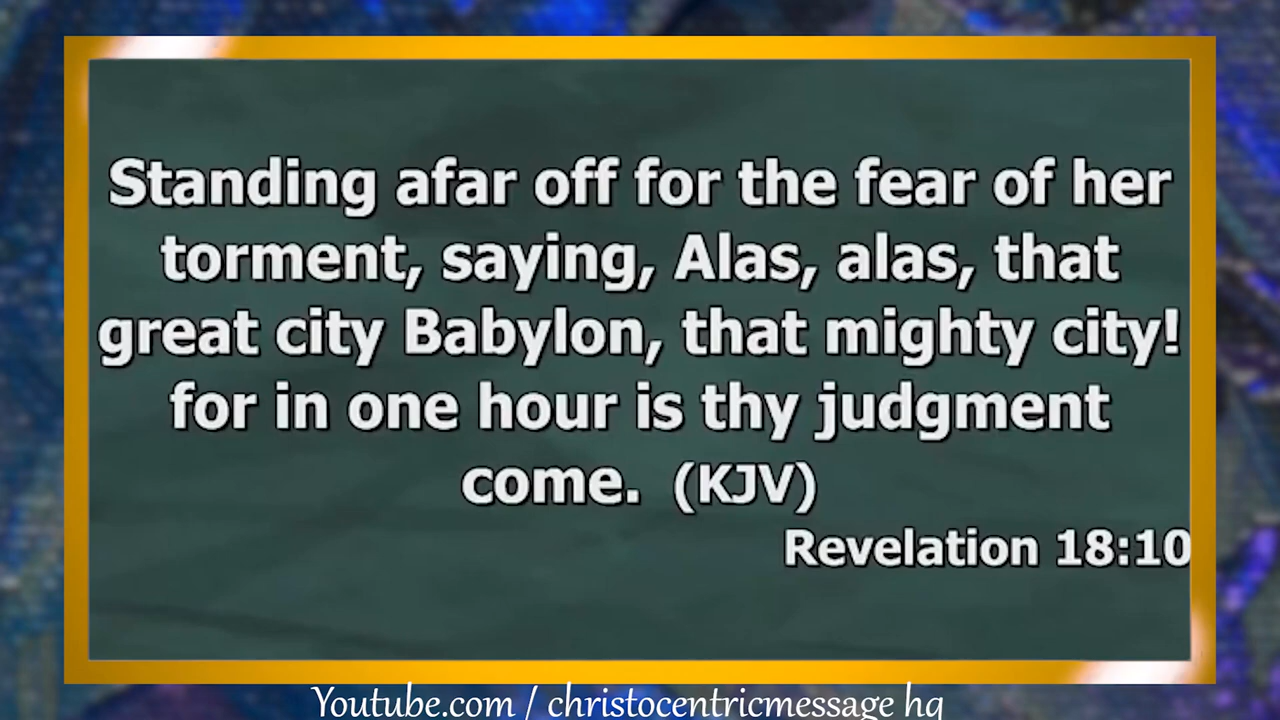 Standing afar off for the fear of her
torment, saying, Alas, alas, that
great city Babylon, that mighty city!
for in one hour is thy judgment
come. (KJV)
Revelation 18:10
Youtube.com / christocentricmessage hq